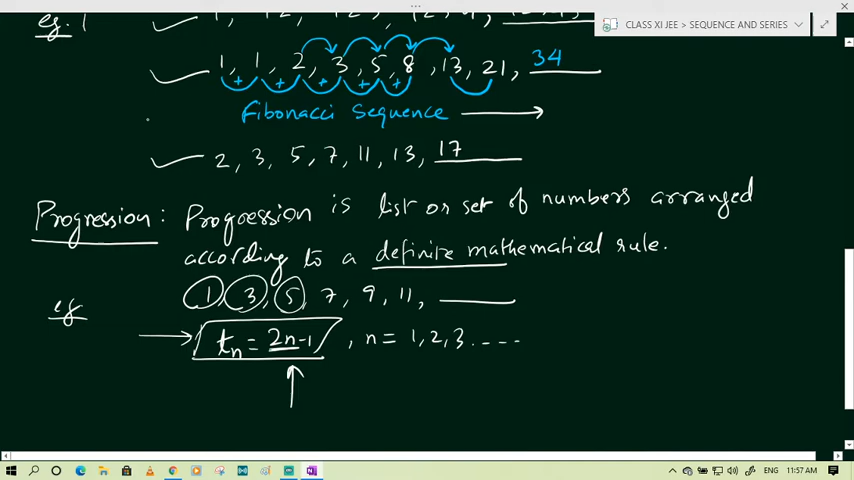 CLASS XI JEE > SEQUENCE AND SERIES
eg. 1
1, 1, 2, 3, 5, 8, 13, 21, 34
+ + + + +
Fibonacci Sequence
2, 3, 5, 7, 11, 13, 17
Progression: Progression is list or set of numbers arranged
according to a definite mathematical rule.
eg 1, 3, 5, 7, 9, 11,
tn = 2n-1, n = 1, 2, 3 .----
ENG 11:57 AM